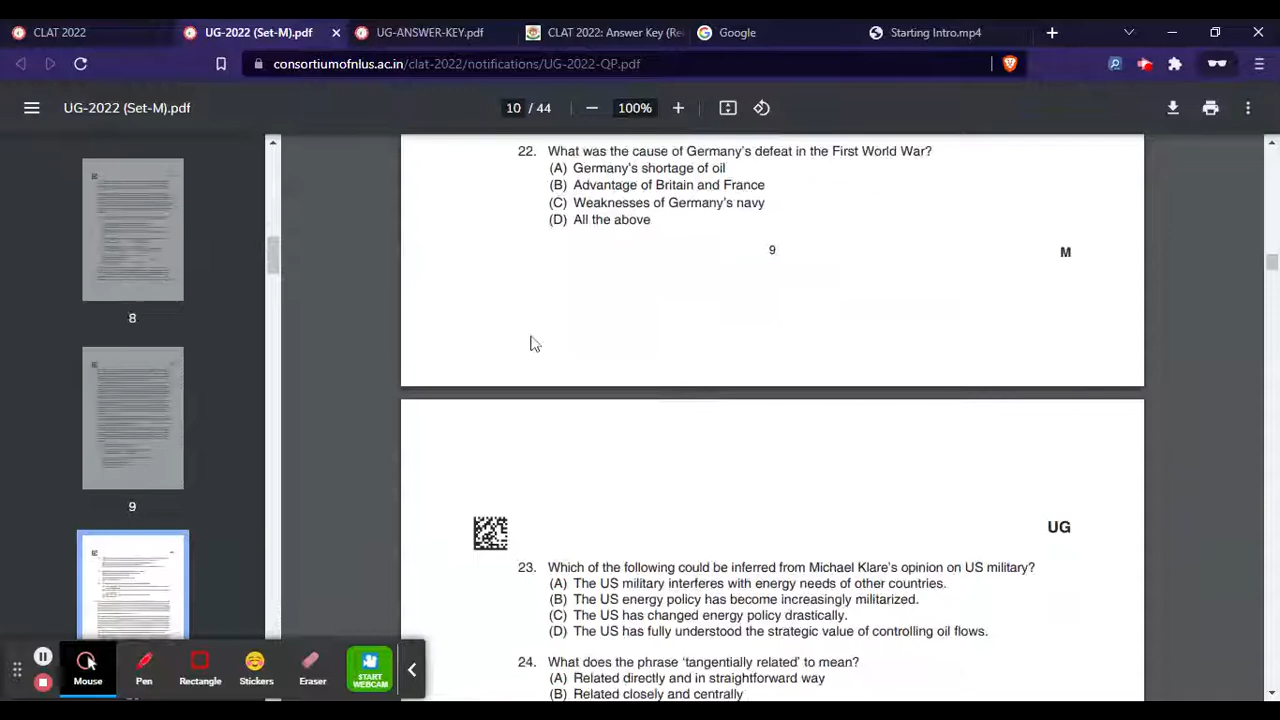 CLAT 2022
UG-2022 (Set-M).pdf
UG-ANSWER-KEY.pdf
CLAT 2022: Answer Key (Re
Google
Starting Intro.mp4
consortiumofnlus.ac.in/clat-2022/notifications/UG-2022-QP.pdf
UG-2022 (Set-M).pdf
10 / 44
100%
22. What was the cause of Germany's defeat in the First World War?
(A) Germany's shortage of oil
(B) Advantage of Britain and France
(C) Weaknesses of Germany's navy
(D) All the above
9
M
8
9
UG
23. Which of the following could be inferred from Michael Klare's opinion on US military?
(A) The US military interferes with energy needs of other countries.
(B) The US energy policy has become increasingly militarized.
(C) The US has changed energy policy drastically.
(D) The US has fully understood the strategic value of controlling oil flows.
24. What does the phrase 'tangentially related' to mean?
(A) Related directly and in straightforward way
(B) Related closely and centrally
Mouse
Pen
Rectangle
Stickers
Eraser
START
WEBCAM